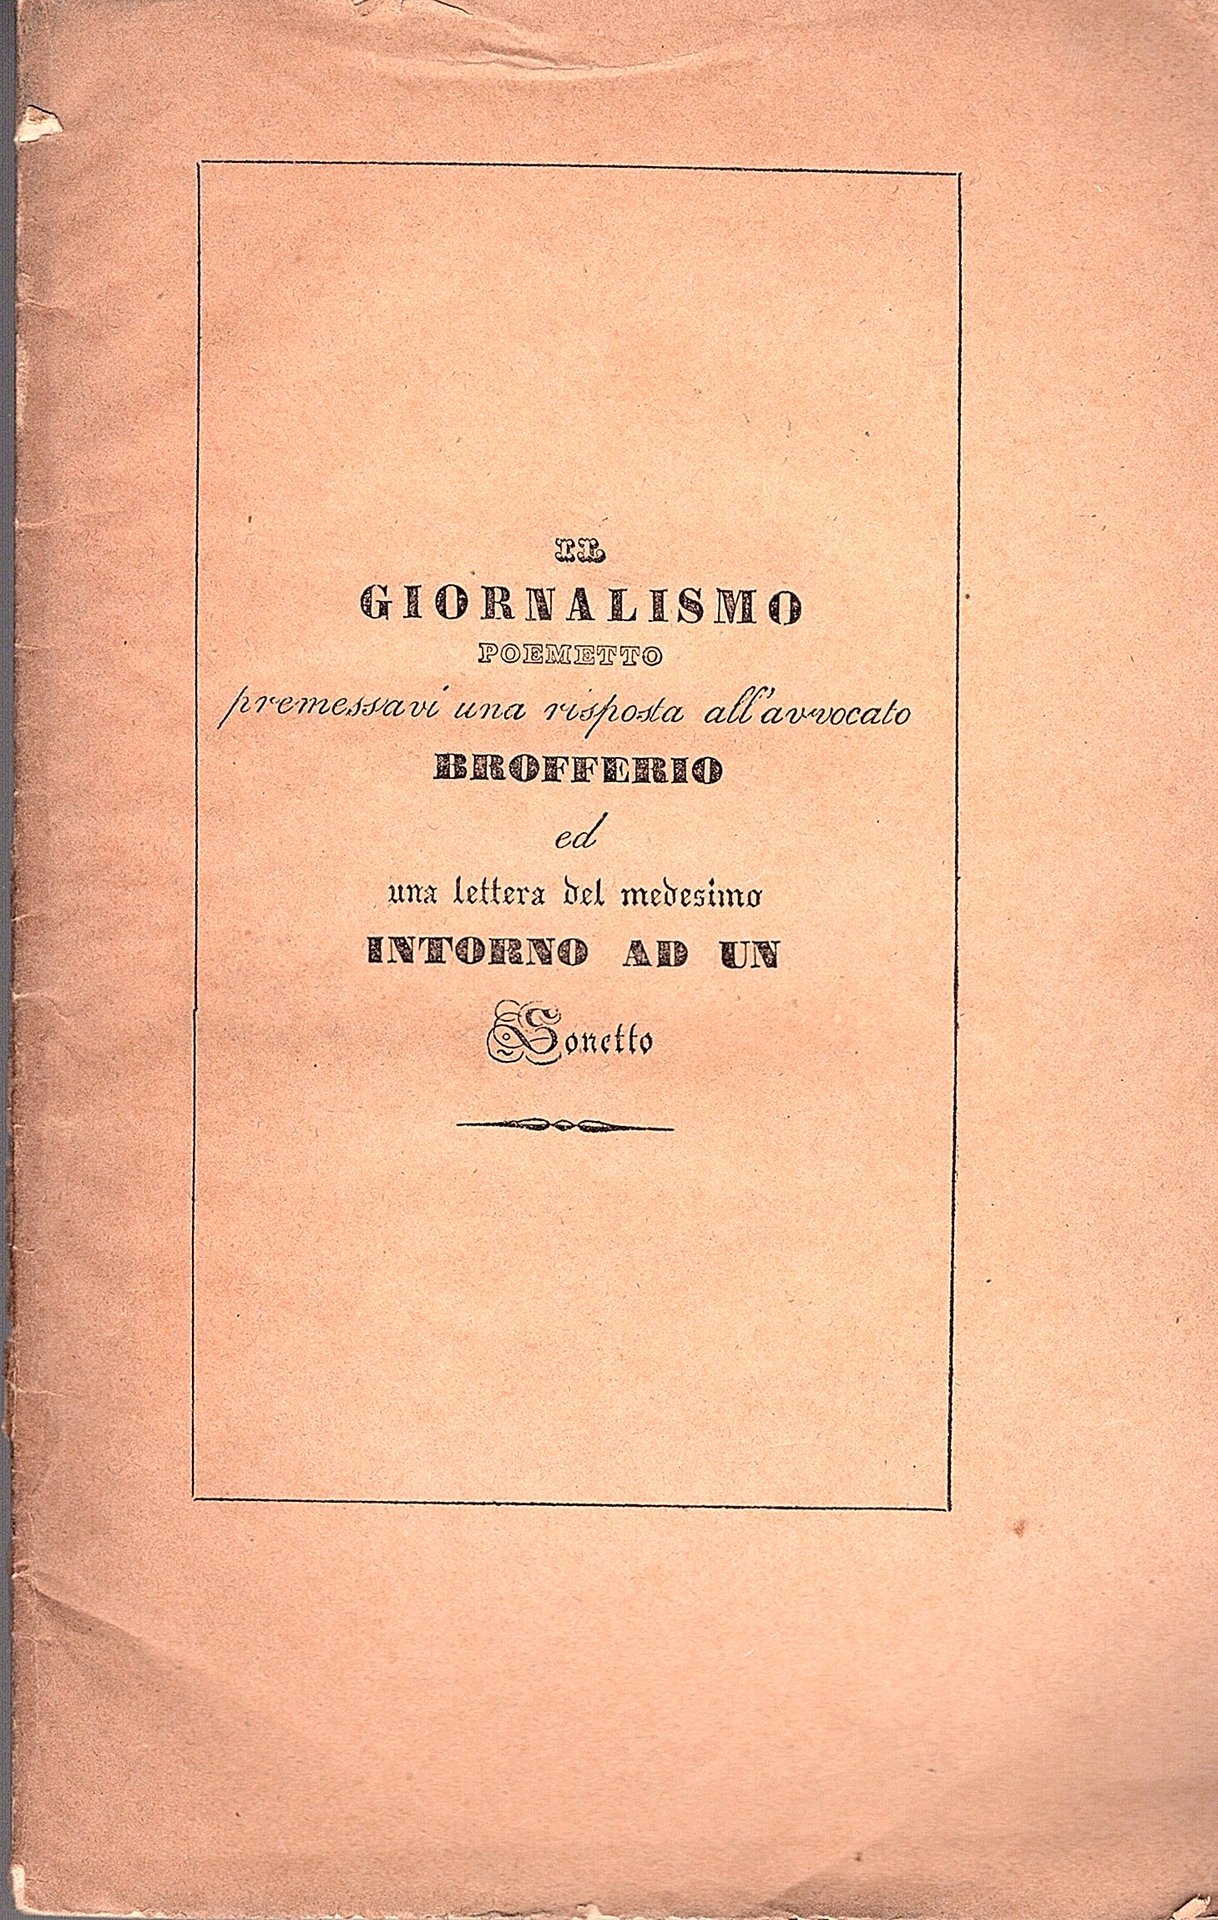 IL
GIORNALISMO
POEMETTO
premessavi una risposta all'avvocato
BROFFERIO
ed
una lettera del medesimo
INTORNO AD UN
Sonetto